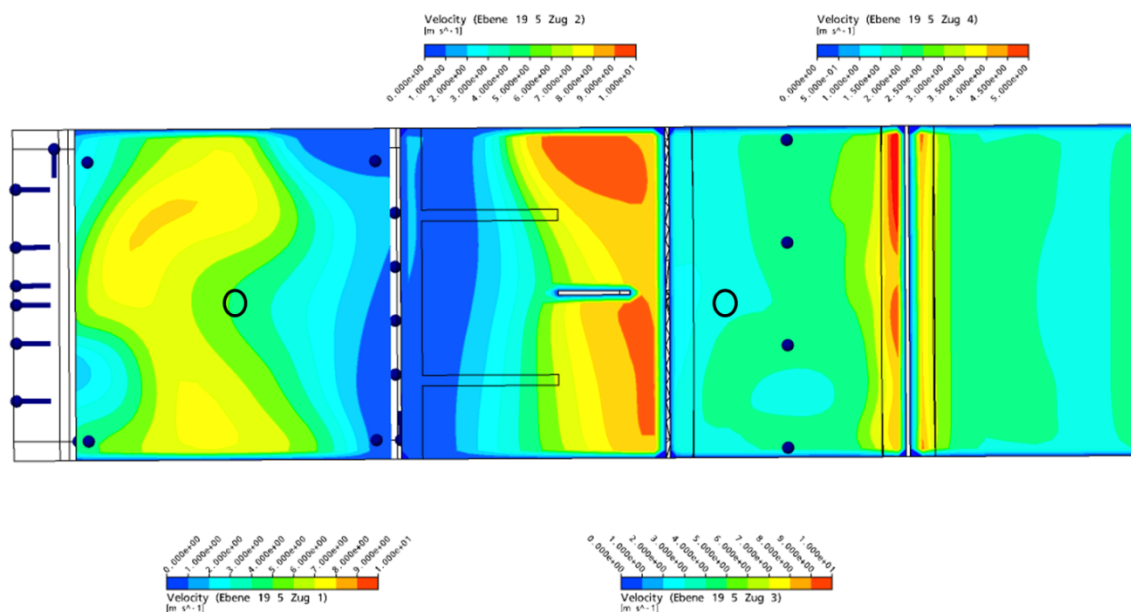 Velocity (Ebene 19 5 Zug 2)
[m s^-1]
0.000e+00
1.000e+00
2.000e+00
3.000e+00
4.000e+00
5.000e+00
6.000e+00
7.000e+00
8.000e+00
9.000e+00
1.000e+01
Velocity (Ebene 19 5 Zug 4)
[m s^-1]
0.000e+00
5.000e-01
1.000e+00
1.500e+00
2.000e+00
2.500e+00
3.000e+00
3.500e+00
4.000e+00
4.500e+00
5.000e+00
0.000e+00
1.000e+00
2.000e+00
3.000e+00
4.000e+00
5.000e+00
6.000e+00
7.000e+00
8.000e+00
9.000e+00
1.000e+01
Velocity (Ebene 19 5 Zug 1)
[m s^-1]
0.000e+00
1.000e+00
2.000e+00
3.000e+00
4.000e+00
5.000e+00
6.000e+00
7.000e+00
8.000e+00
9.000e+00
1.000e+01
Velocity (Ebene 19 5 Zug 3)
[m s^-1]